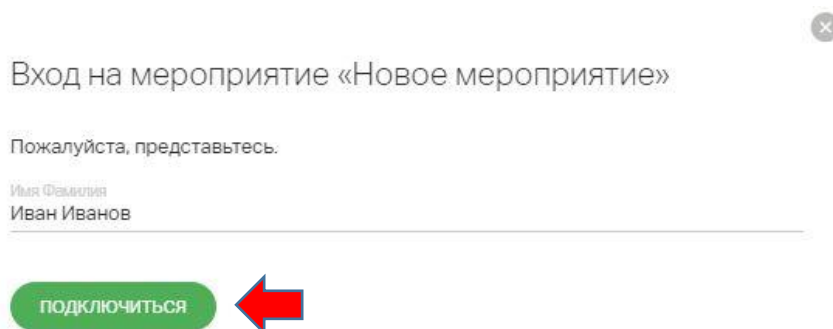 Вход на мероприятие «Новое мероприятие»
Пожалуйста, представьтесь.
Имя Фамилия
Иван Иванов
ПОДКЛЮЧИТЬСЯ